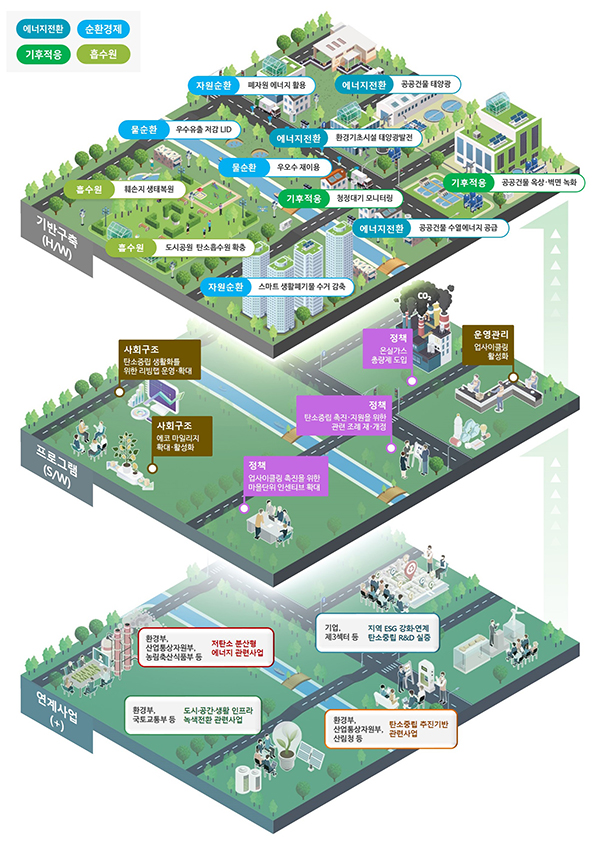 에너지전환 순환경제
기후적응 흡수원
자원순환 폐자원 에너지 활용
에너지전환 공공건물 태양광
물순환 우수유출 저감 LID
에너지전환 환경기초시설 태양광발전
물순환 우오수 재이용
기후적응 공공건물 옥상·벽면 녹화
흡수원 훼손지 생태복원
기후적응 청정대기 모니터링
에너지전환 공공건물 수열에너지 공급
흡수원 도시공원 탄소흡수원 확충
자원순환 스마트 생활폐기물 수거 감축
기반구축
(H/W)
CO₂
정책
온실가스
총량제 도입
운영관리
업사이클링
활성화
사회구조
탄소중립 생활화를
위한 리빙랩 운영·확대
정책
탄소중립 촉진·지원을 위한
관련 조례 제·개정
사회구조
에코 마일리지
확대·활성화
정책
업사이클링 촉진을 위한
마을단위 인센티브 확대
프로그램
(S/W)
환경부,
산업통상자원부,
농림축산식품부 등
저탄소 분산형
에너지 관련사업
기업,
제3섹터 등
지역 ESG 강화·연계
탄소중립 R&D 실증
환경부,
국토교통부 등
도시·공간·생활 인프라
녹색전환 관련사업
환경부,
산업통상자원부,
산림청 등
탄소중립 추진기반
관련사업
연계사업
(+)